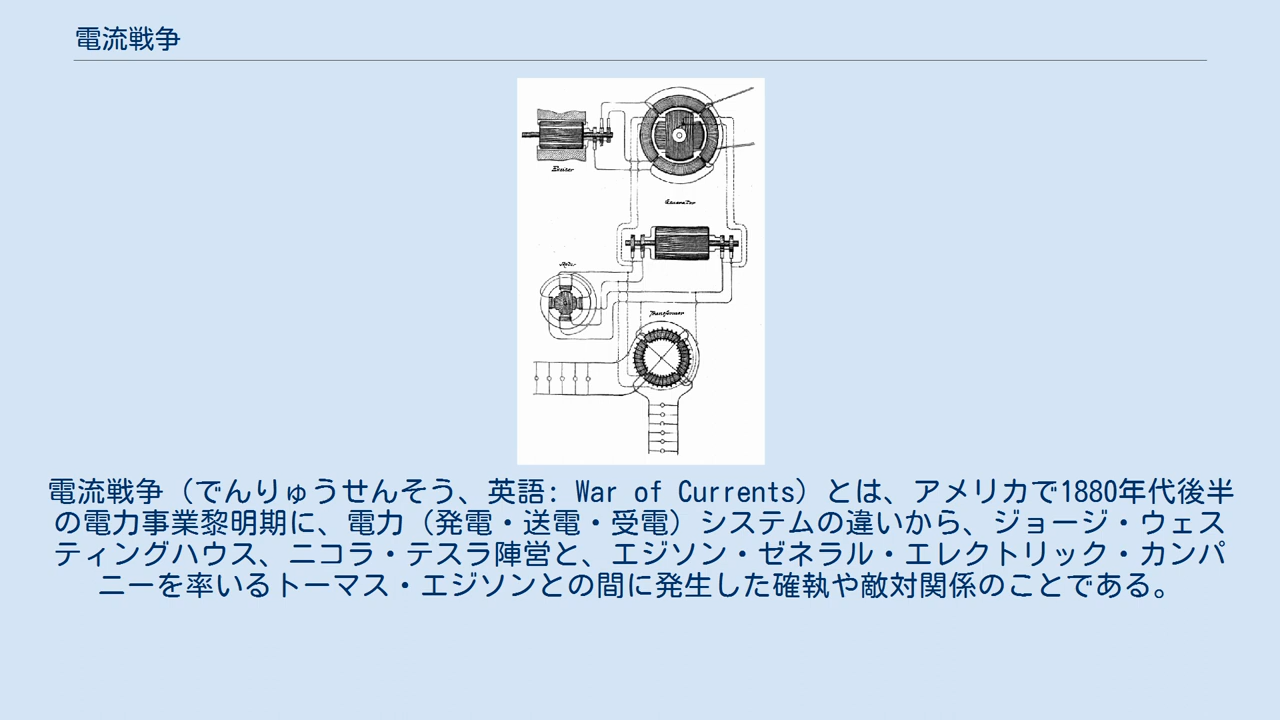 電流戦争
Exciter
Generator
Motor
Transformer
電流戦争（でんりゅうせんそう、英語: War of Currents）とは、アメリカで1880年代後半
の電力事業黎明期に、電力（発電・送電・受電）システムの違いから、ジョージ・ウェス
ティングハウス、ニコラ・テスラ陣営と、エジソン・ゼネラル・エレクトリック・カンパ
ニーを率いるトーマス・エジソンとの間に発生した確執や敵対関係のことである。